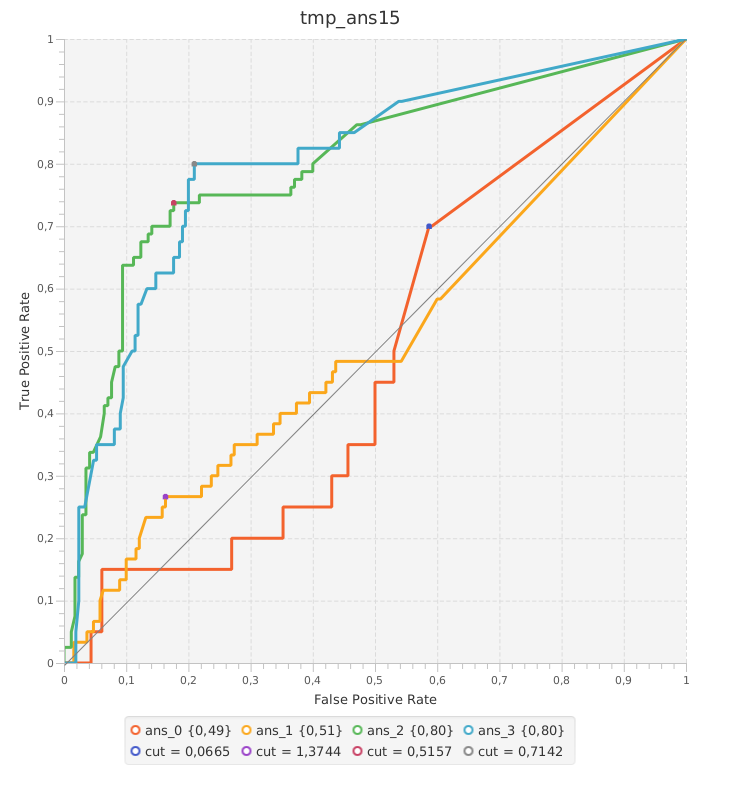 tmp_ans15
1
0,9
0,8
0,7
0,6
0,5
0,4
0,3
0,2
0,1
0
True Positive Rate
0 0,1 0,2 0,3 0,4 0,5 0,6 0,7 0,8 0,9 1
False Positive Rate
ans_0 {0,49} ans_1 {0,51} ans_2 {0,80} ans_3 {0,80}
cut = 0,0665 cut = 1,3744 cut = 0,5157 cut = 0,7142